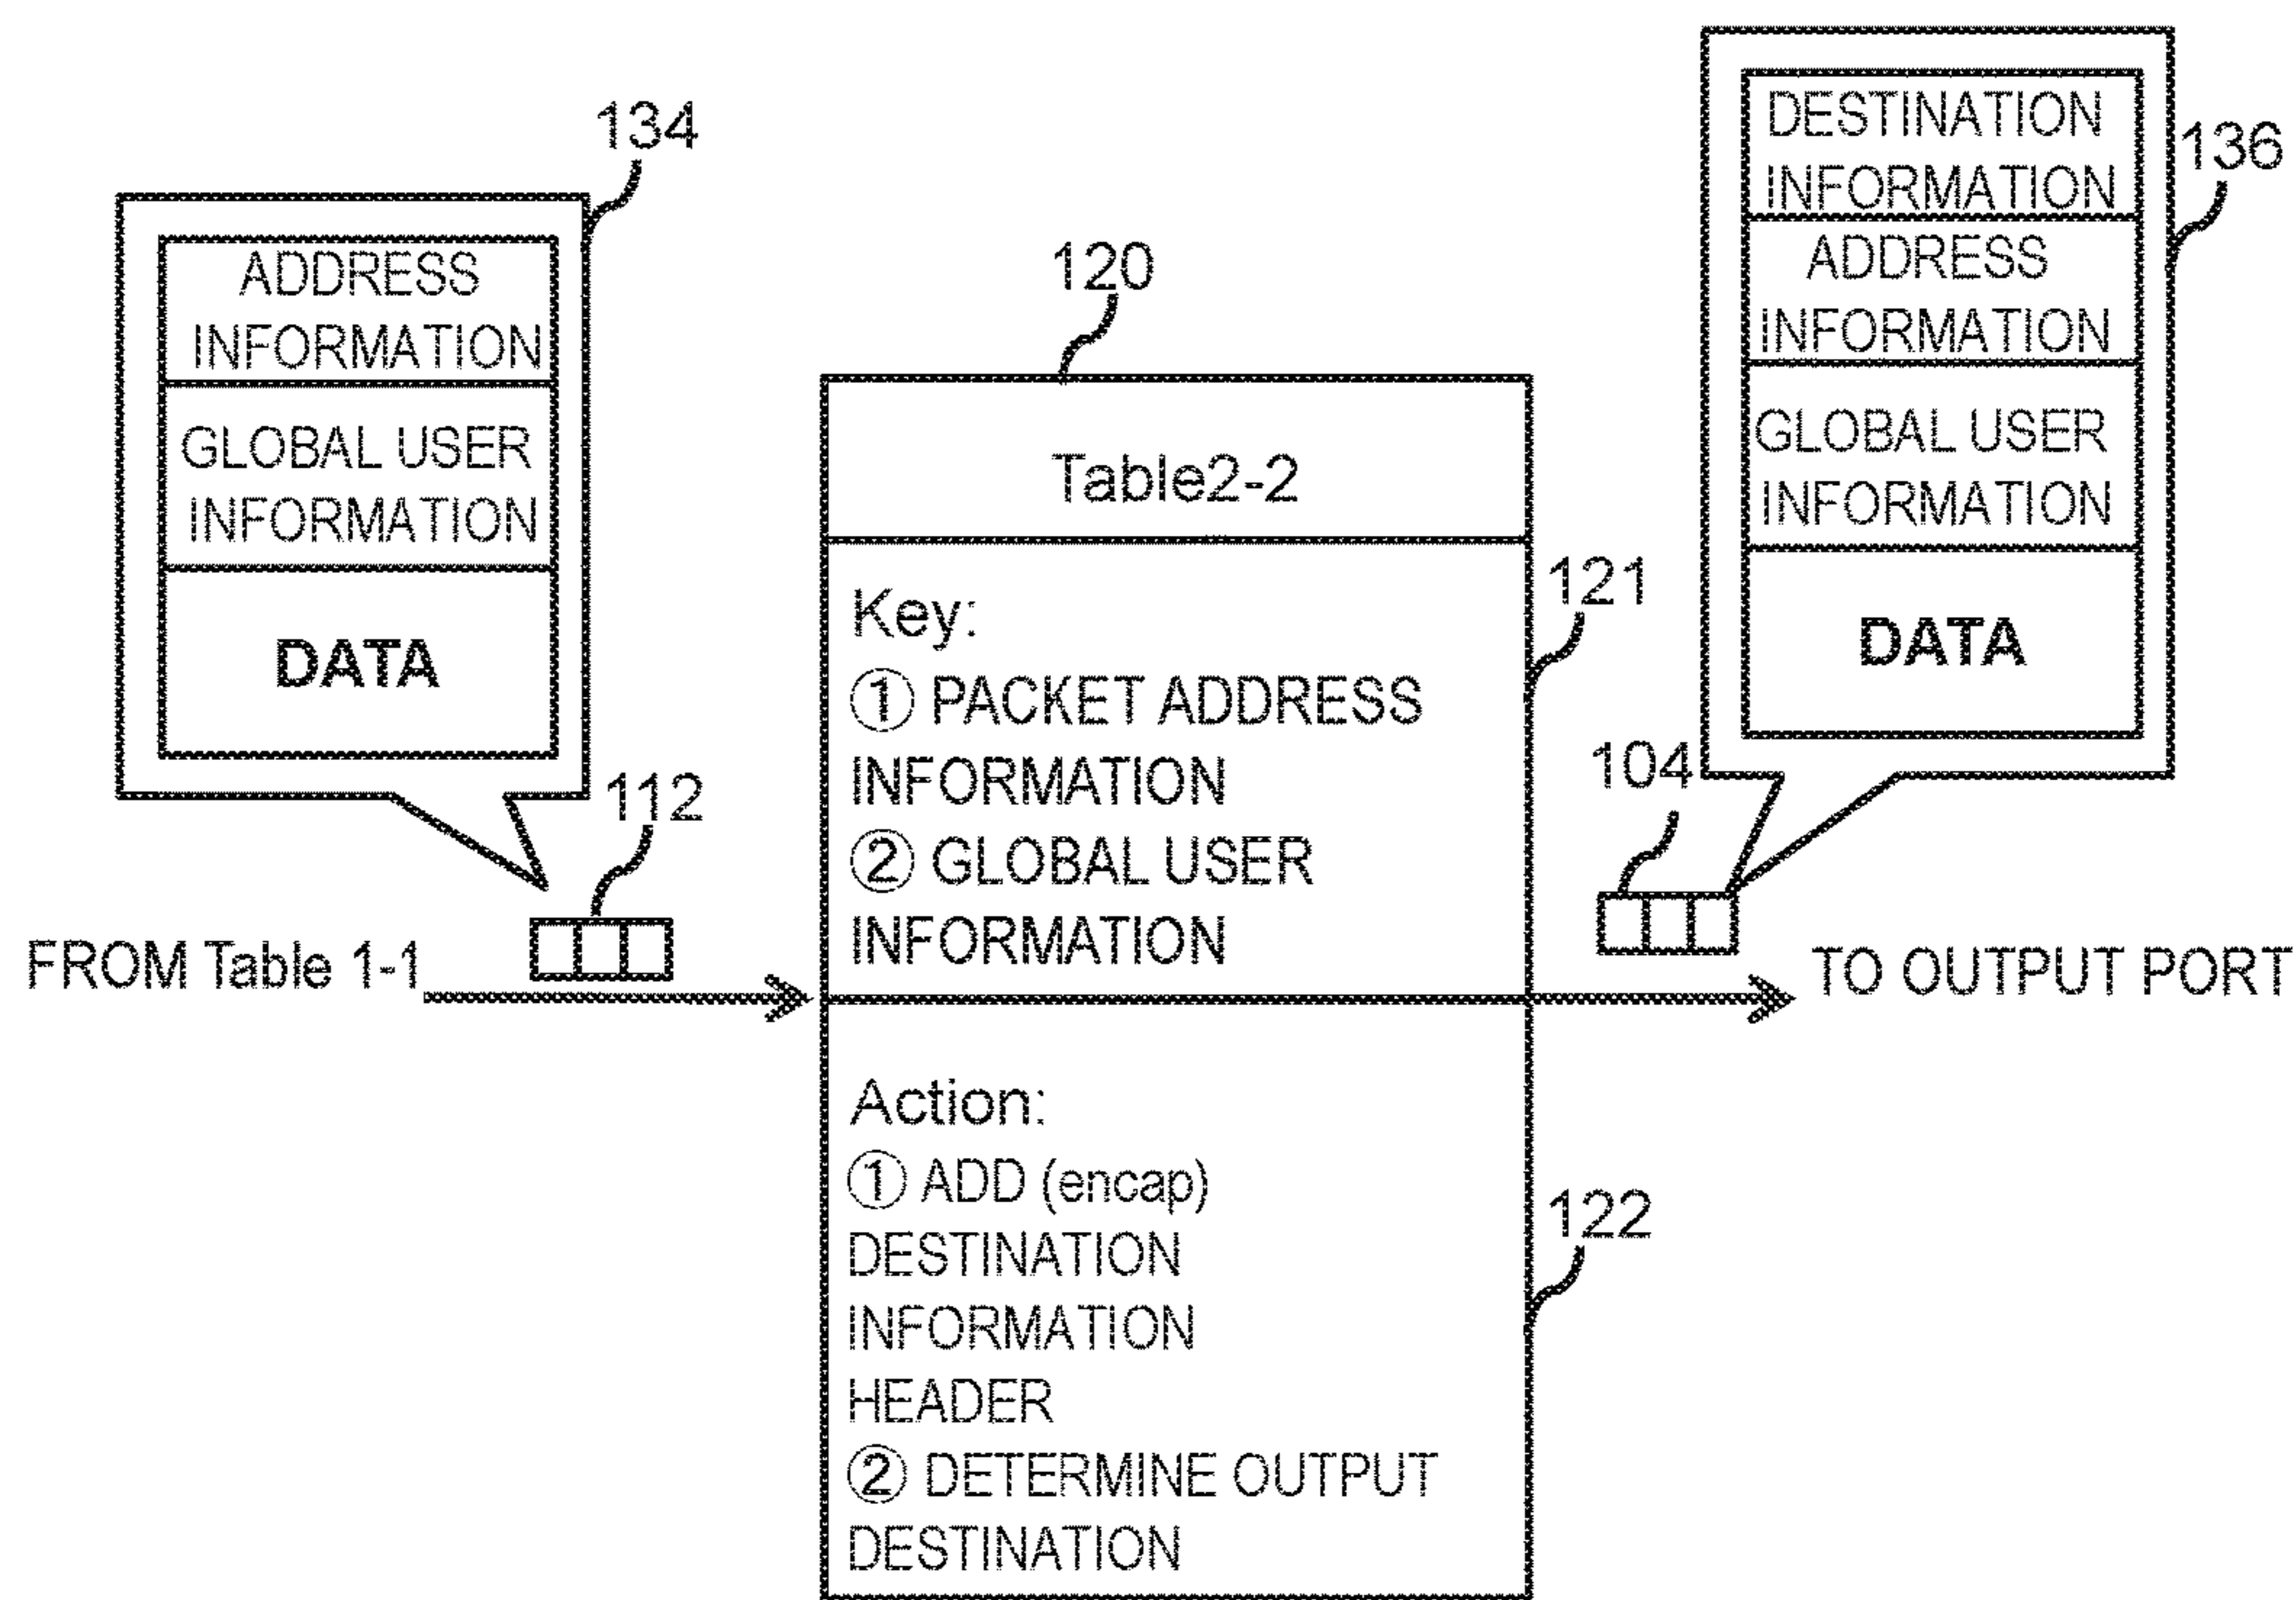 134
ADDRESS
INFORMATION
GLOBAL USER
INFORMATION
DATA
112
FROM Table 1-1
120
Table2-2
121
Key:
① PACKET ADDRESS
INFORMATION
② GLOBAL USER
INFORMATION
122
Action:
① ADD (encap)
DESTINATION
INFORMATION
HEADER
② DETERMINE OUTPUT
DESTINATION
136
DESTINATION
INFORMATION
ADDRESS
INFORMATION
GLOBAL USER
INFORMATION
DATA
104
TO OUTPUT PORT